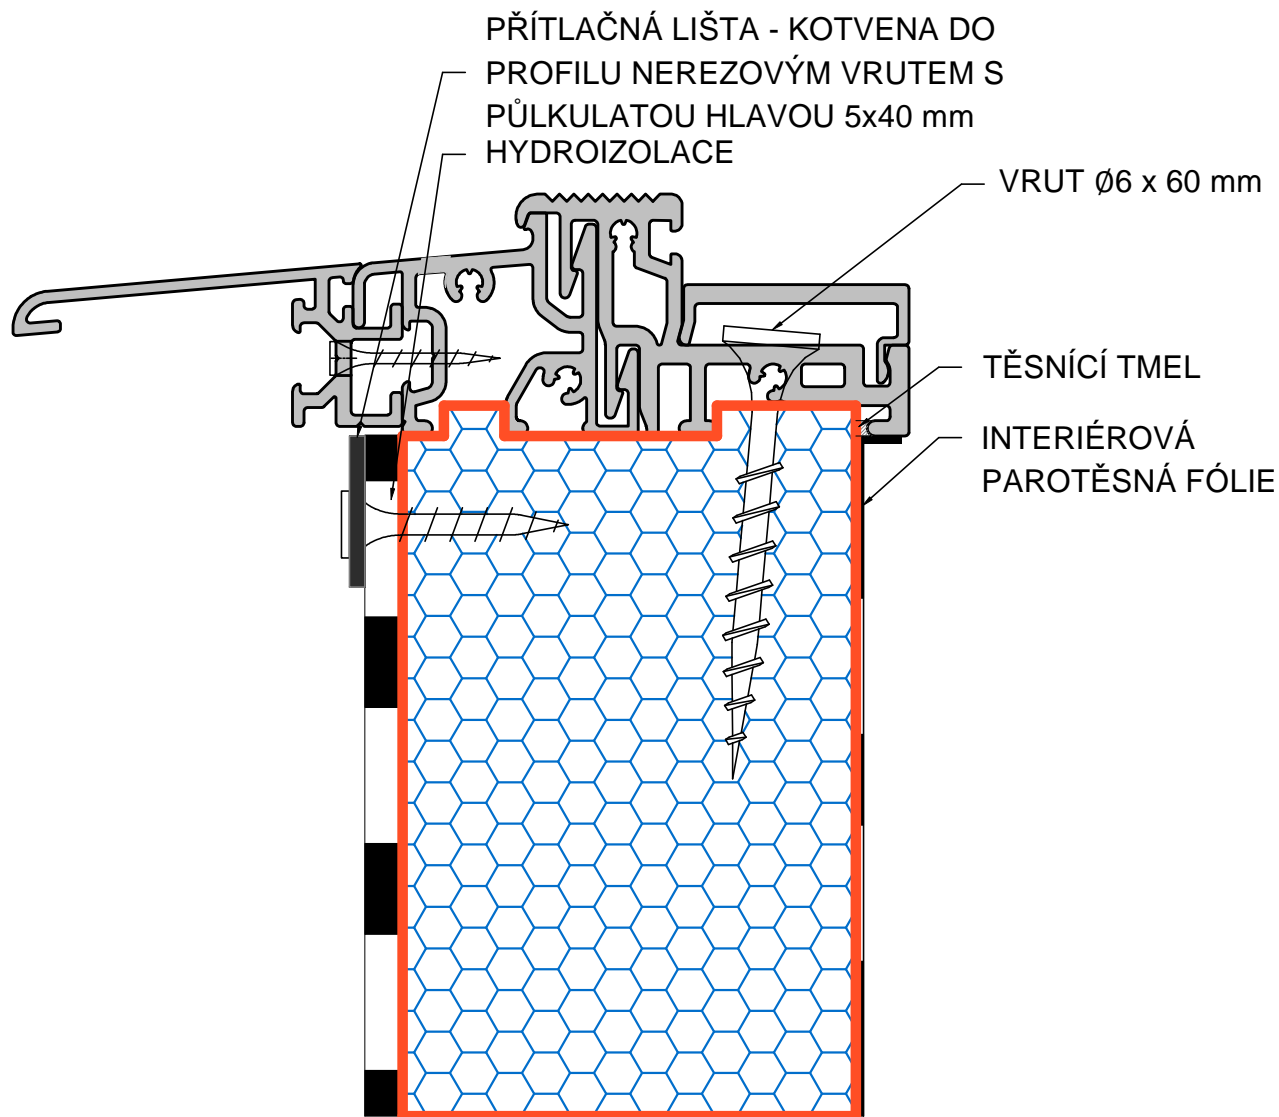 PŘÍTLAČNÁ LIŠTA - KOTVENA DO
PROFILU NEREZOVÝM VRUTEM S
PŮLKULATOU HLAVOU 5x40 mm
HYDROIZOLACE
VRUT Ø6 x 60 mm
TĚSNÍCÍ TMEL
INTERIÉROVÁ
PAROTĚSNÁ FÓLIE